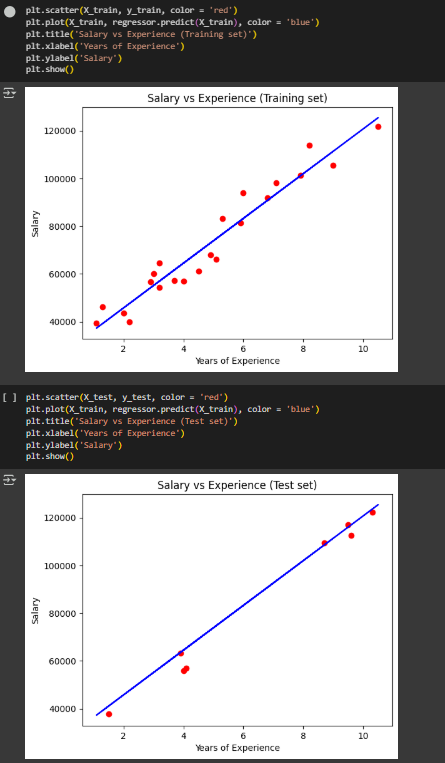 plt.scatter(X_train, y_train, color = 'red')
plt.plot(X_train, regressor.predict(X_train), color = 'blue')
plt.title('Salary vs Experience (Training set)')
plt.xlabel('Years of Experience')
plt.ylabel('Salary')
plt.show()
Salary vs Experience (Training set)
120000
100000
80000
60000
40000
Salary
2 4 6 8 10
Years of Experience
[ ] plt.scatter(X_test, y_test, color = 'red')
plt.plot(X_train, regressor.predict(X_train), color = 'blue')
plt.title('Salary vs Experience (Test set)')
plt.xlabel('Years of Experience')
plt.ylabel('Salary')
plt.show()
Salary vs Experience (Test set)
120000
100000
80000
60000
40000
Salary
2 4 6 8 10
Years of Experience